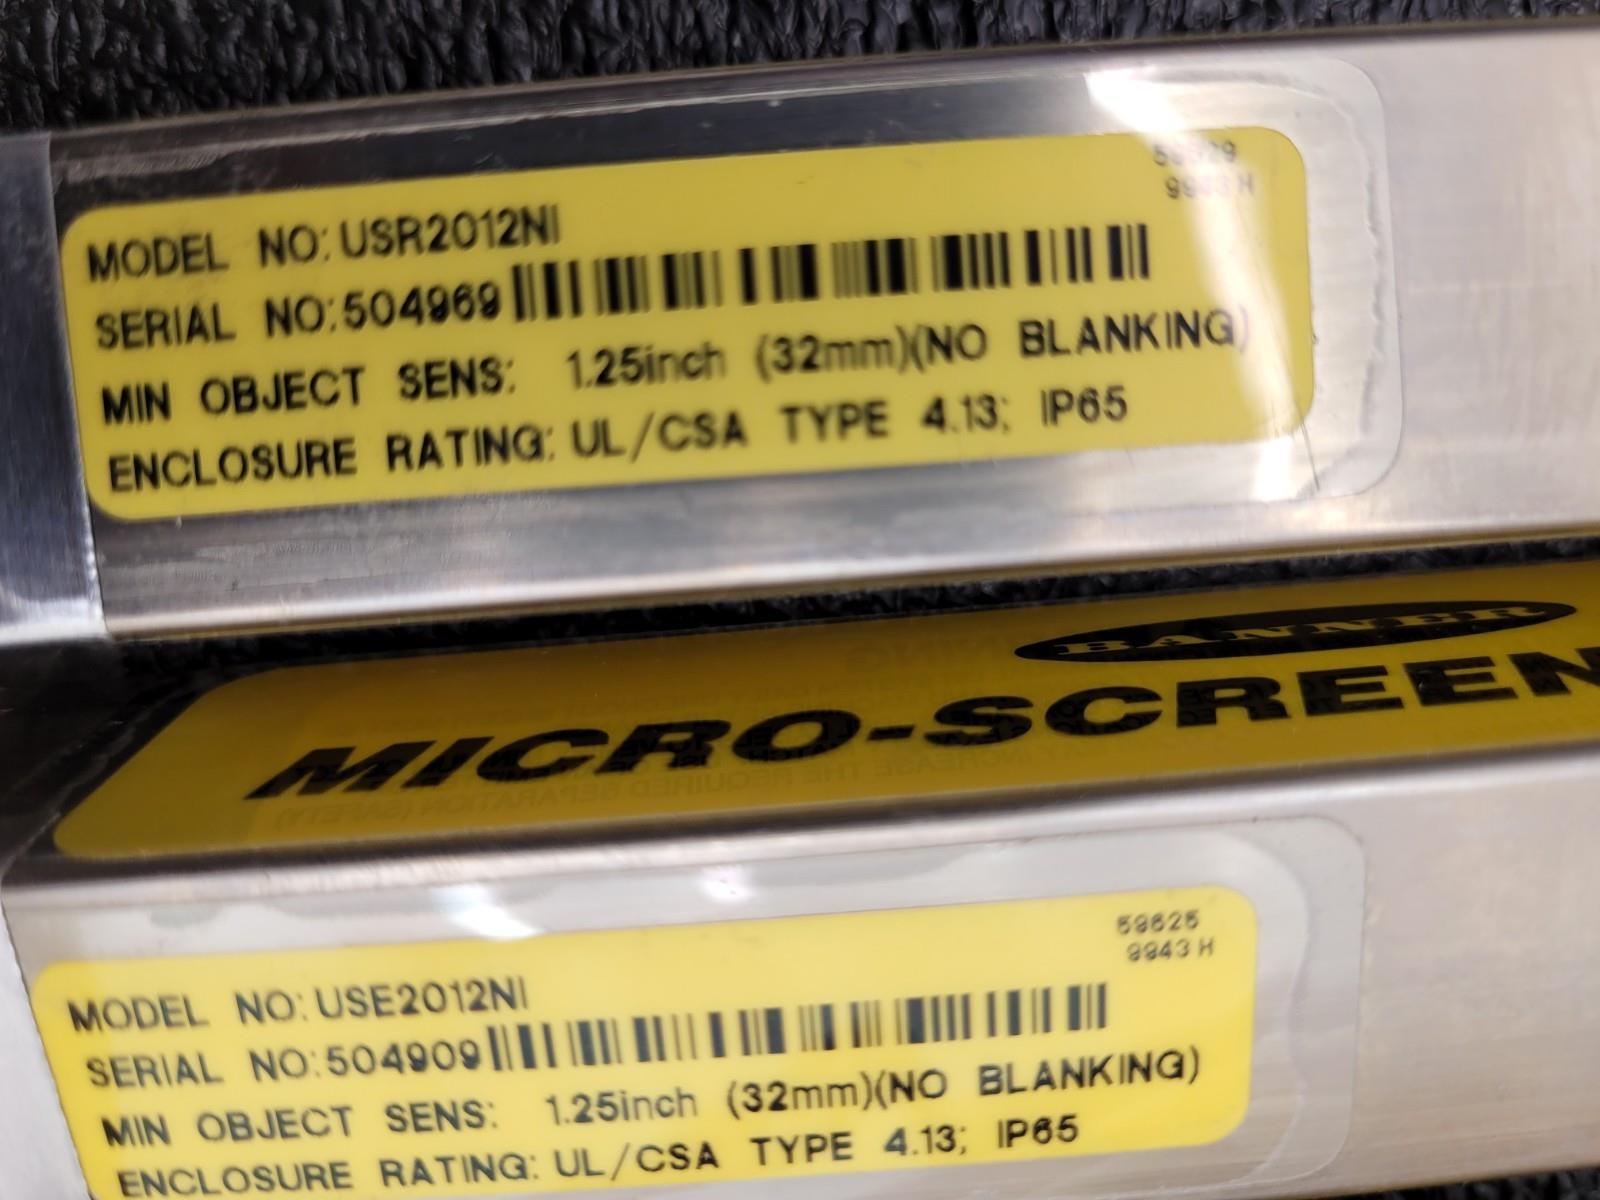 9943 H
MODEL NO: USR2012NI
SERIAL NO: 504969
MIN OBJECT SENS: 1.25inch (32mm)(NO BLANKING)
ENCLOSURE RATING: UL/CSA TYPE 4.13; IP65
BANNER
MICRO-SCREEN
59625
9943 H
MODEL NO: USE2012NI
SERIAL NO: 504909
MIN OBJECT SENS: 1.25inch (32mm)(NO BLANKING)
ENCLOSURE RATING: UL/CSA TYPE 4.13; IP65